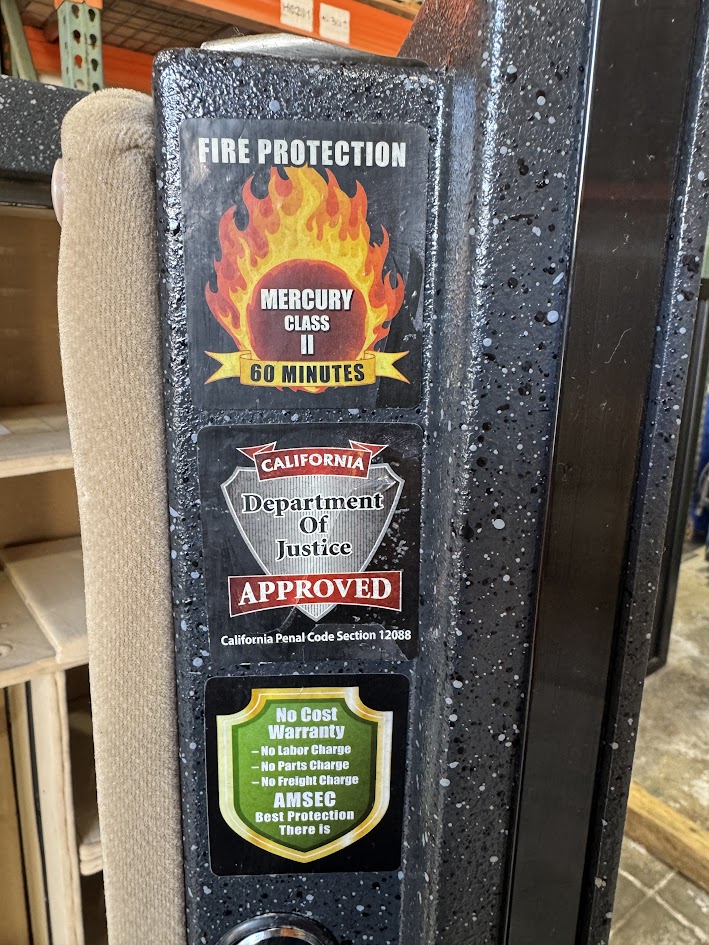 FIRE PROTECTION
MERCURY
CLASS
II
60 MINUTES
CALIFORNIA
Department
Of
Justice
APPROVED
California Penal Code Section 12088
No Cost
Warranty
– No Labor Charge
– No Parts Charge
– No Freight Charge
AMSEC
Best Protection
There is